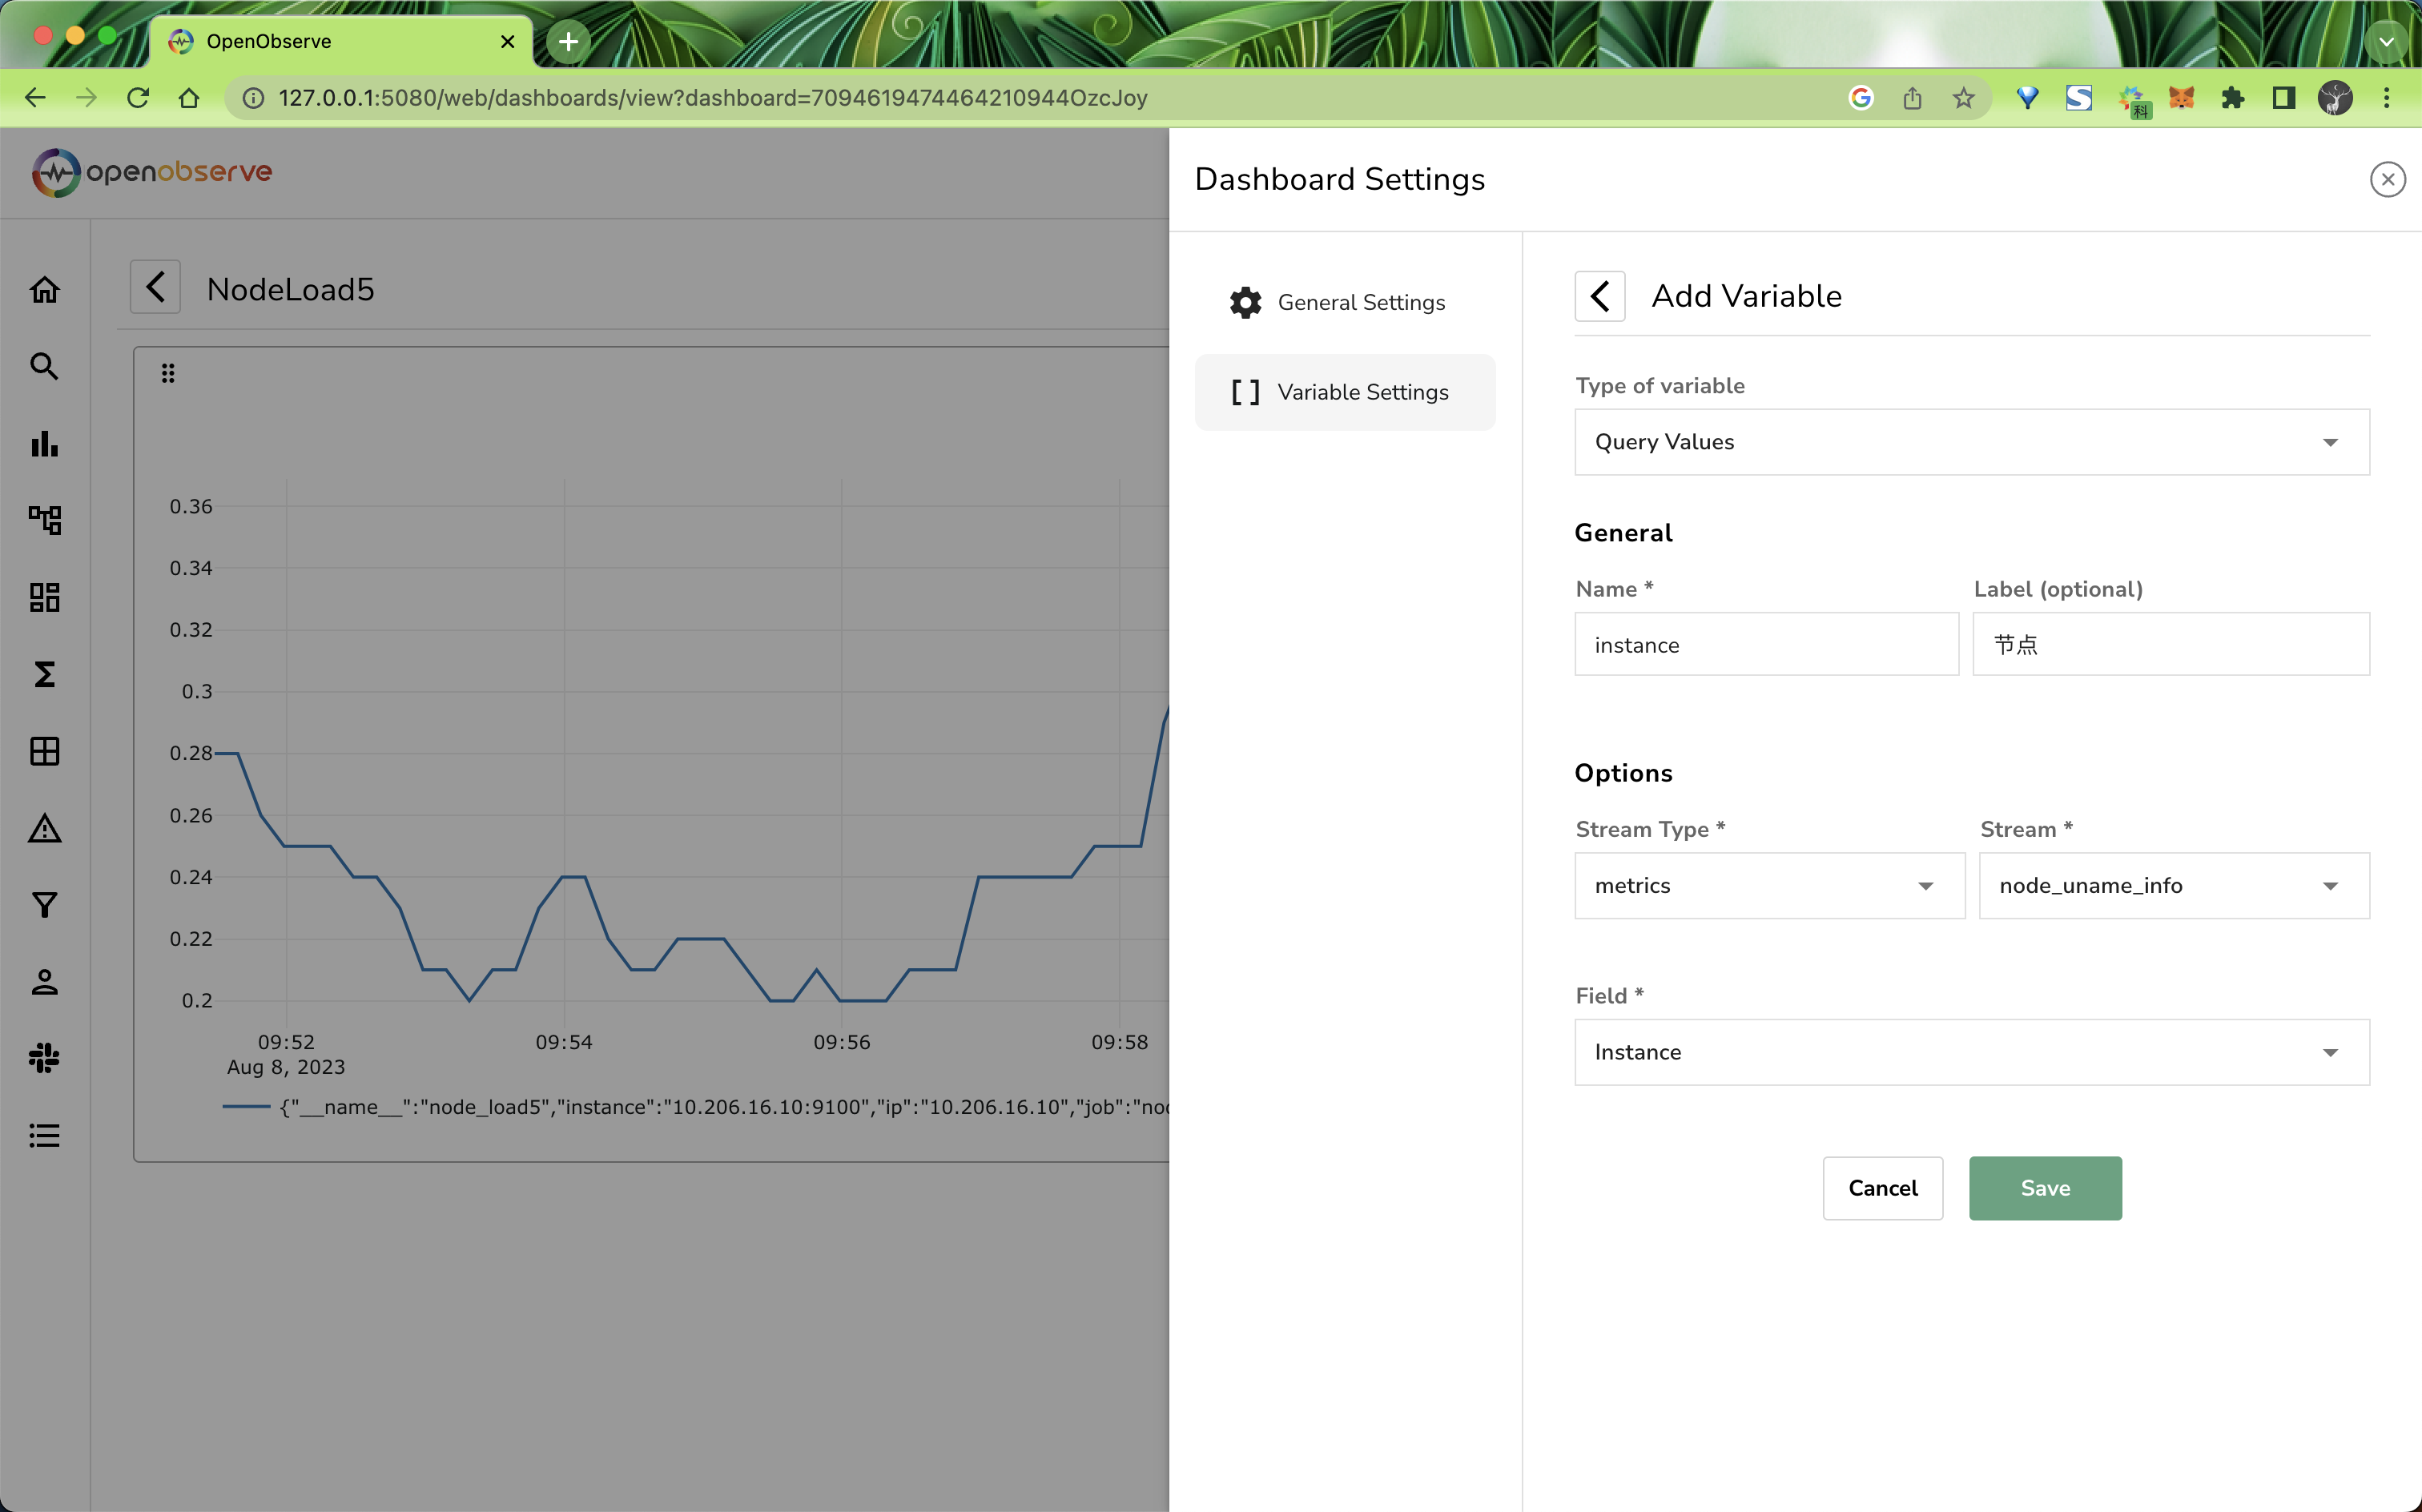 OpenObserve
127.0.0.1:5080/web/dashboards/view?dashboard=7094619474464210944OzcJoy
科
openobserve
NodeLoad5
0.36
0.34
0.32
0.3
0.28
0.26
0.24
0.22
0.2
09:52
09:54
09:56
09:58
Aug 8, 2023
{"__name__":"node_load5","instance":"10.206.16.10:9100","ip":"10.206.16.10","job":"no
Dashboard Settings
General Settings
Variable Settings
Add Variable
Type of variable
Query Values
General
Name *
Label (optional)
instance
节点
Options
Stream Type *
Stream *
metrics
node_uname_info
Field *
Instance
Cancel
Save